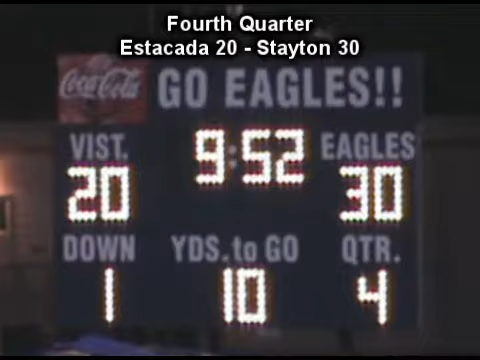 Fourth Quarter
Estacada 20 - Stayton 30
Coca-Cola
GO EAGLES!!
VIST. 9:52 EAGLES
20 30
DOWN YDS. to GO QTR.
1 10 4